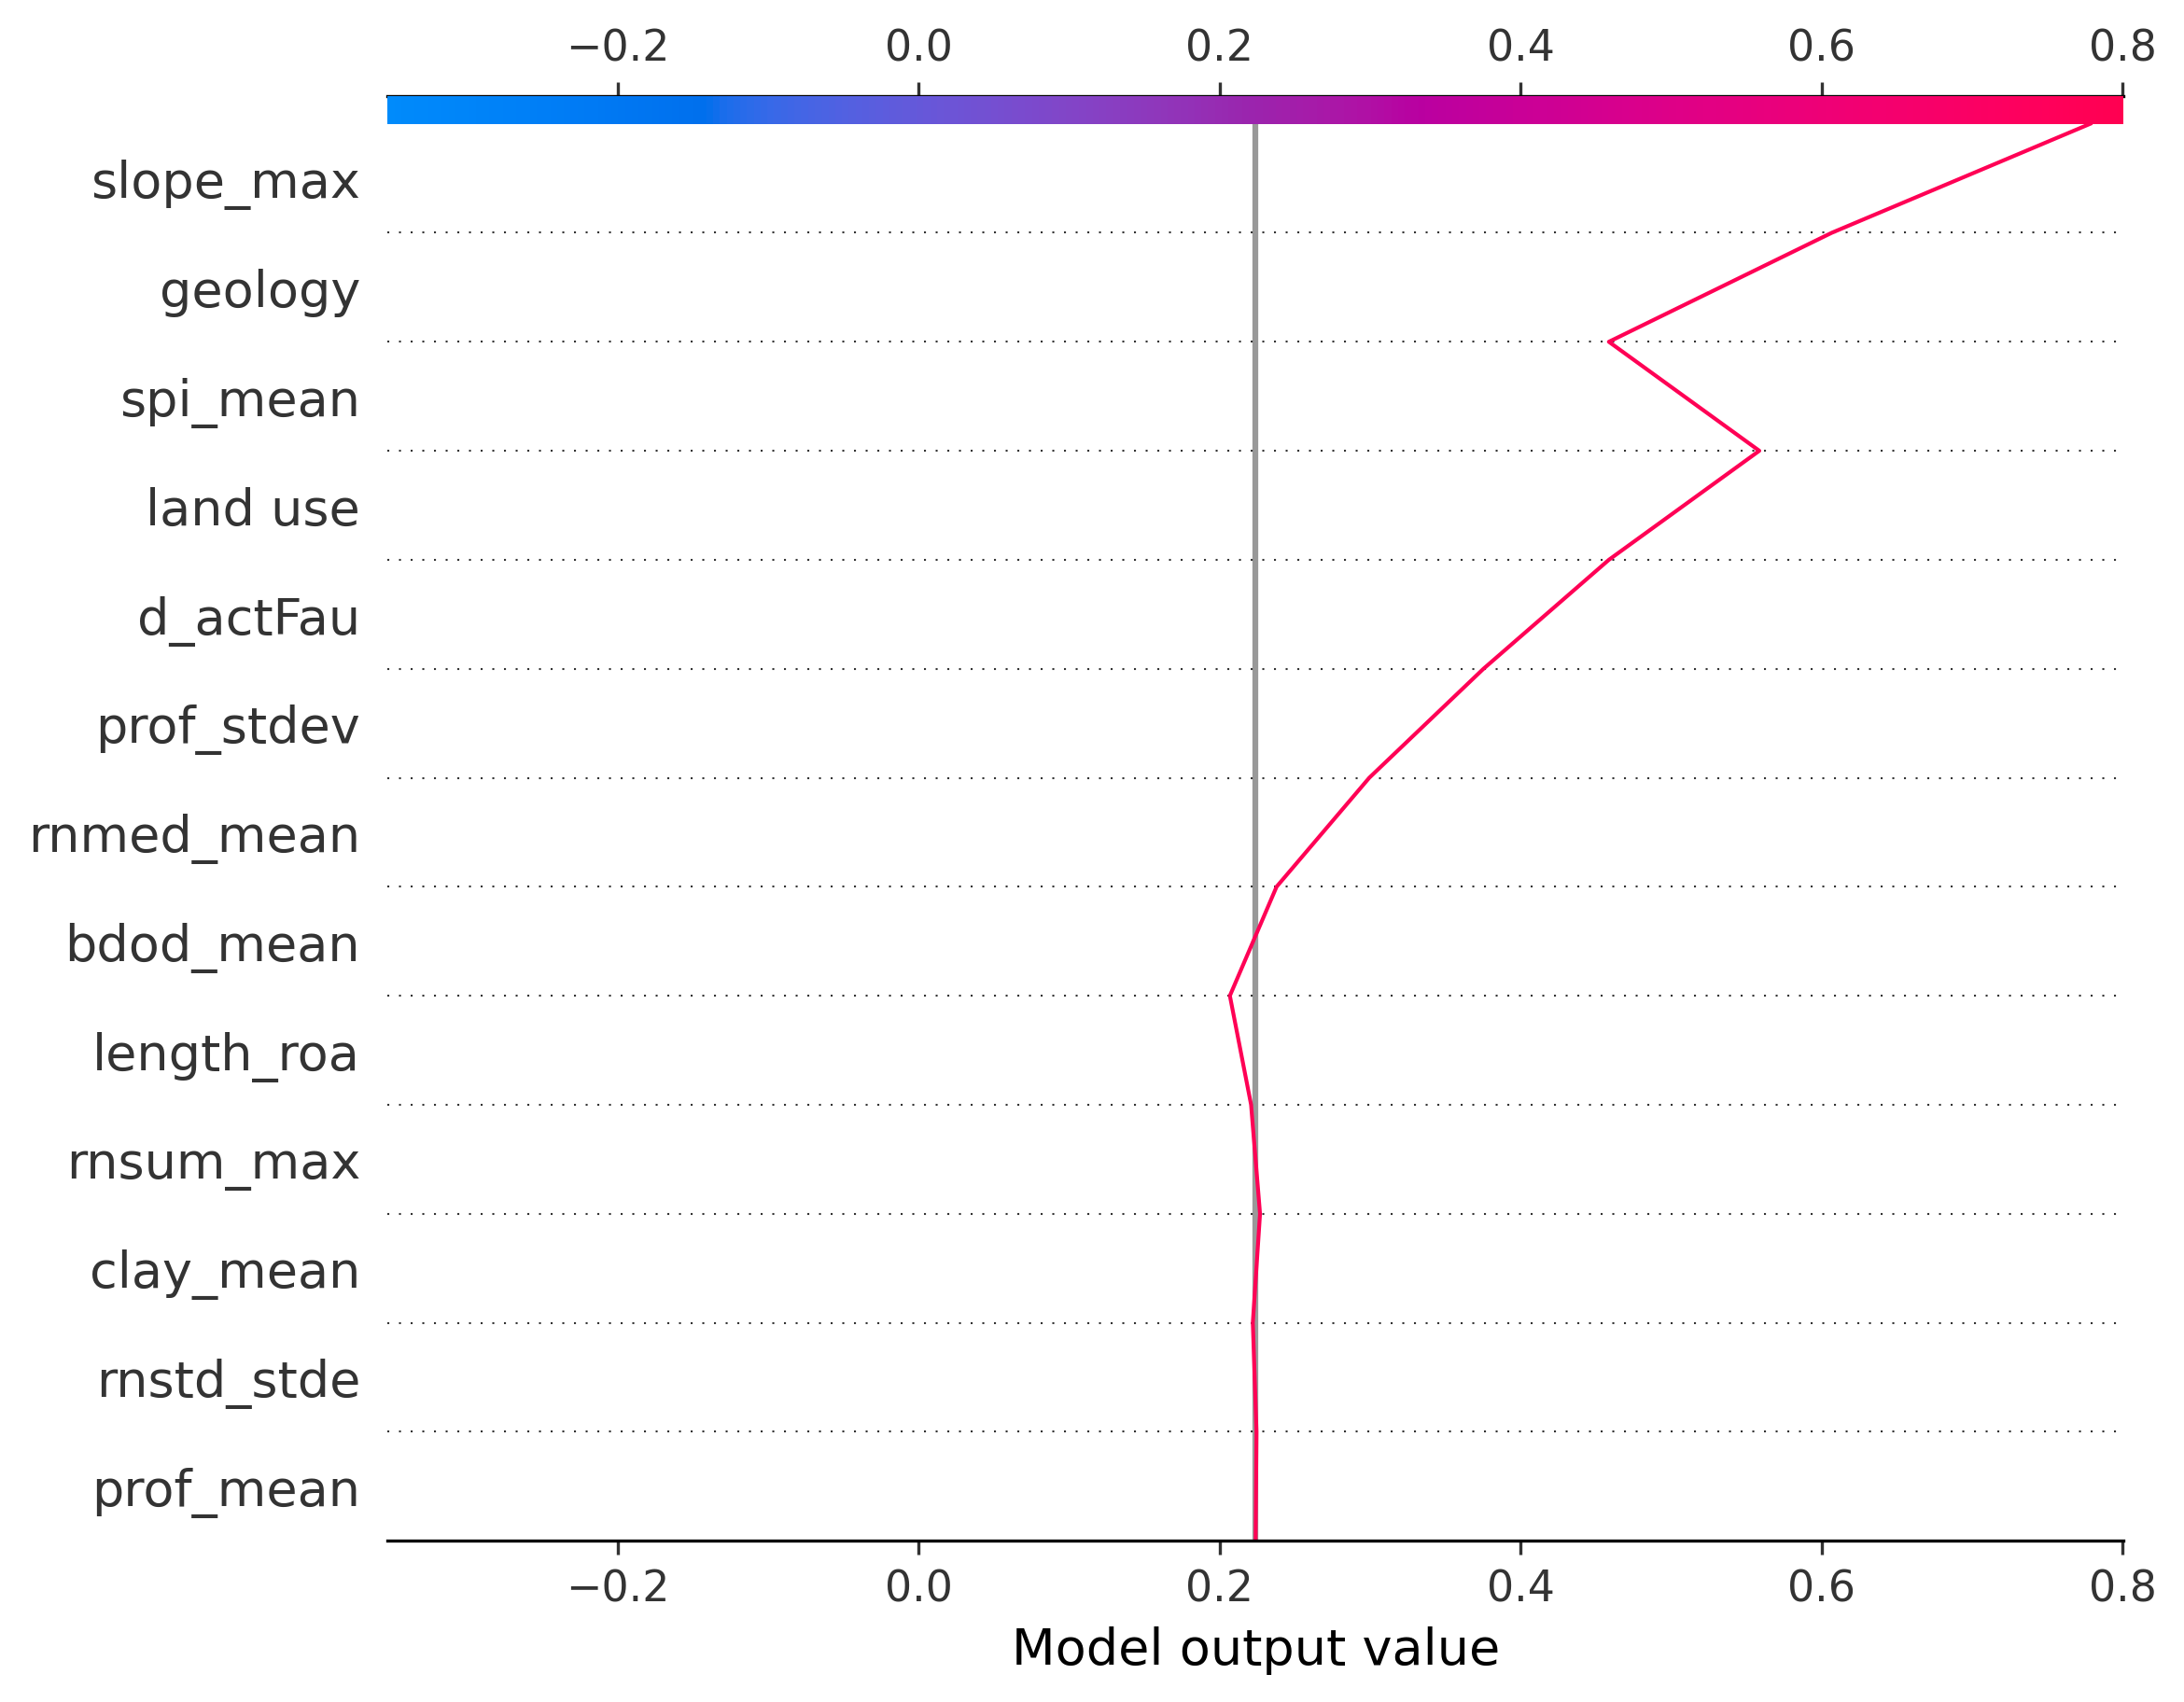 −0.2 0.0 0.2 0.4 0.6 0.8
slope_max
geology
spi_mean
land use
d_actFau
prof_stdev
rnmed_mean
bdod_mean
length_roa
rnsum_max
clay_mean
rnstd_stde
prof_mean
−0.2 0.0 0.2 0.4 0.6 0.8
Model output value